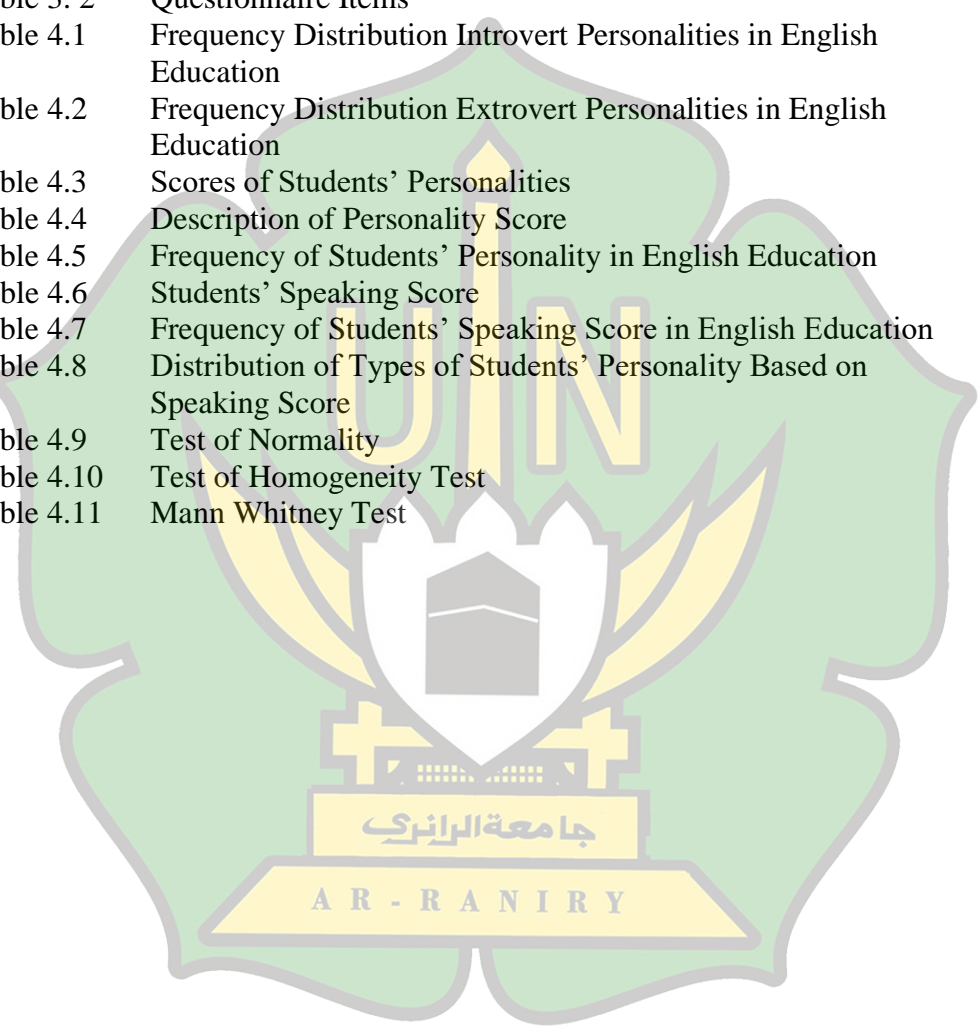 ble 3. 2 Questionnaire Items
ble 4.1 Frequency Distribution Introvert Personalities in English
Education
ble 4.2 Frequency Distribution Extrovert Personalities in English
Education
ble 4.3 Scores of Students’ Personalities
ble 4.4 Description of Personality Score
ble 4.5 Frequency of Students’ Personality in English Education
ble 4.6 Students’ Speaking Score
ble 4.7 Frequency of Students’ Speaking Score in English Education
ble 4.8 Distribution of Types of Students’ Personality Based on
Speaking Score
ble 4.9 Test of Normality
ble 4.10 Test of Homogeneity Test
ble 4.11 Mann Whitney Test
UIN
جامعةالرانري
AR-RANIRY